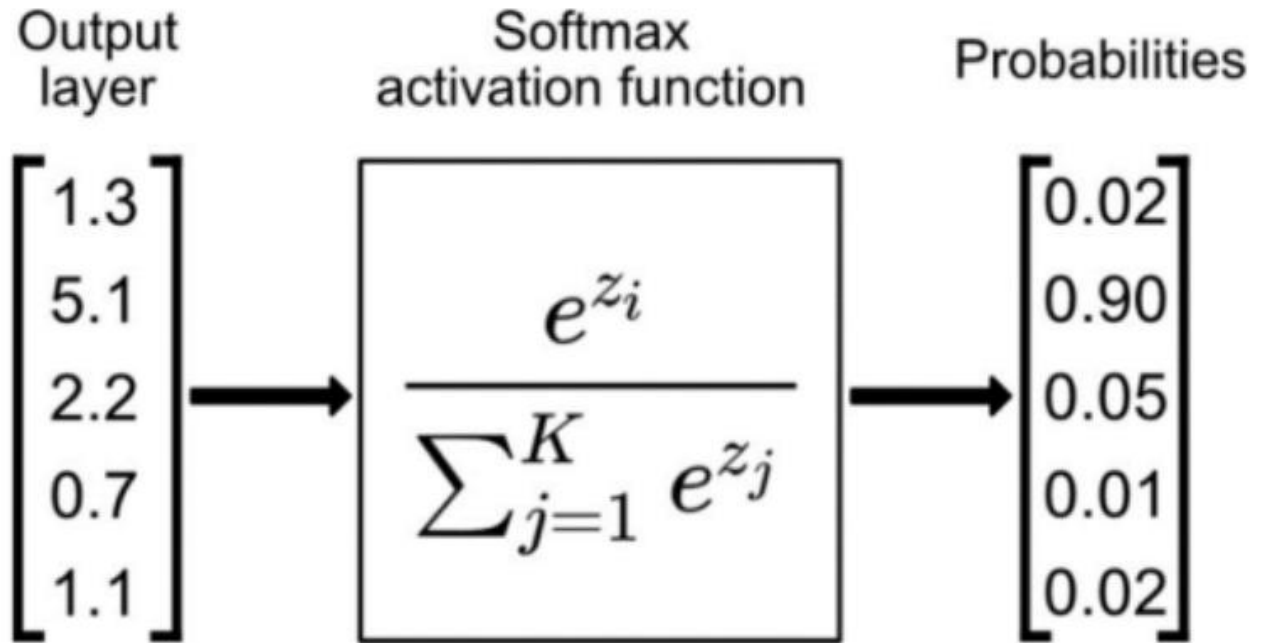 Output
layer
Softmax
activation function
Probabilities
1.3
5.1
2.2
0.7
1.1
e^{z_i}
∑_{j=1}^{K} e^{z_j}
0.02
0.90
0.05
0.01
0.02